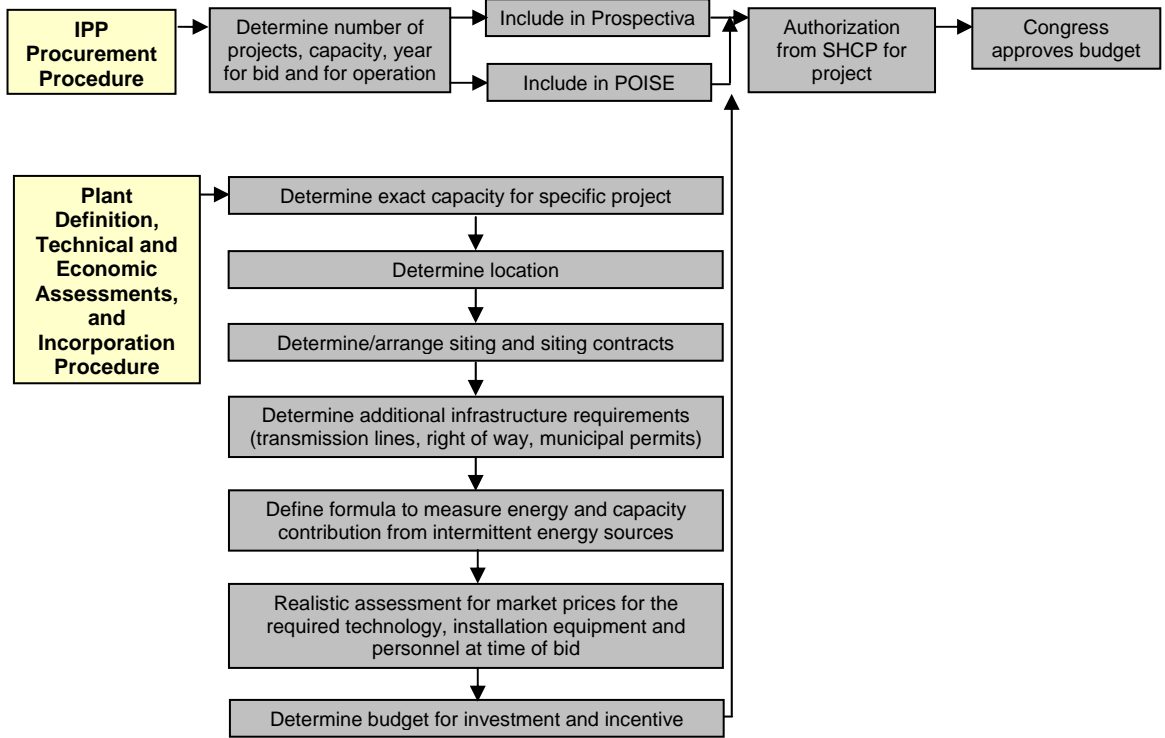 IPP
Procurement
Procedure
Determine number of
projects, capacity, year
for bid and for operation
Include in Prospectiva
Include in POISE
Authorization
from SHCP for
project
Congress
approves budget
Plant
Definition,
Technical and
Economic
Assessments,
and
Incorporation
Procedure
Determine exact capacity for specific project
Determine location
Determine/arrange siting and siting contracts
Determine additional infrastructure requirements
(transmission lines, right of way, municipal permits)
Define formula to measure energy and capacity
contribution from intermittent energy sources
Realistic assessment for market prices for the
required technology, installation equipment and
personnel at time of bid
Determine budget for investment and incentive